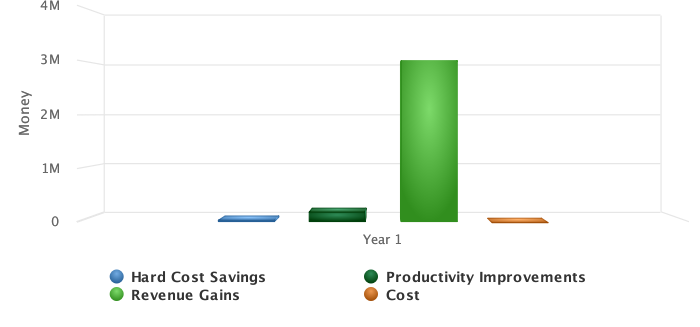 4M
3M
2M
1M
0
Money
Year 1
Hard Cost Savings
Productivity Improvements
Revenue Gains
Cost